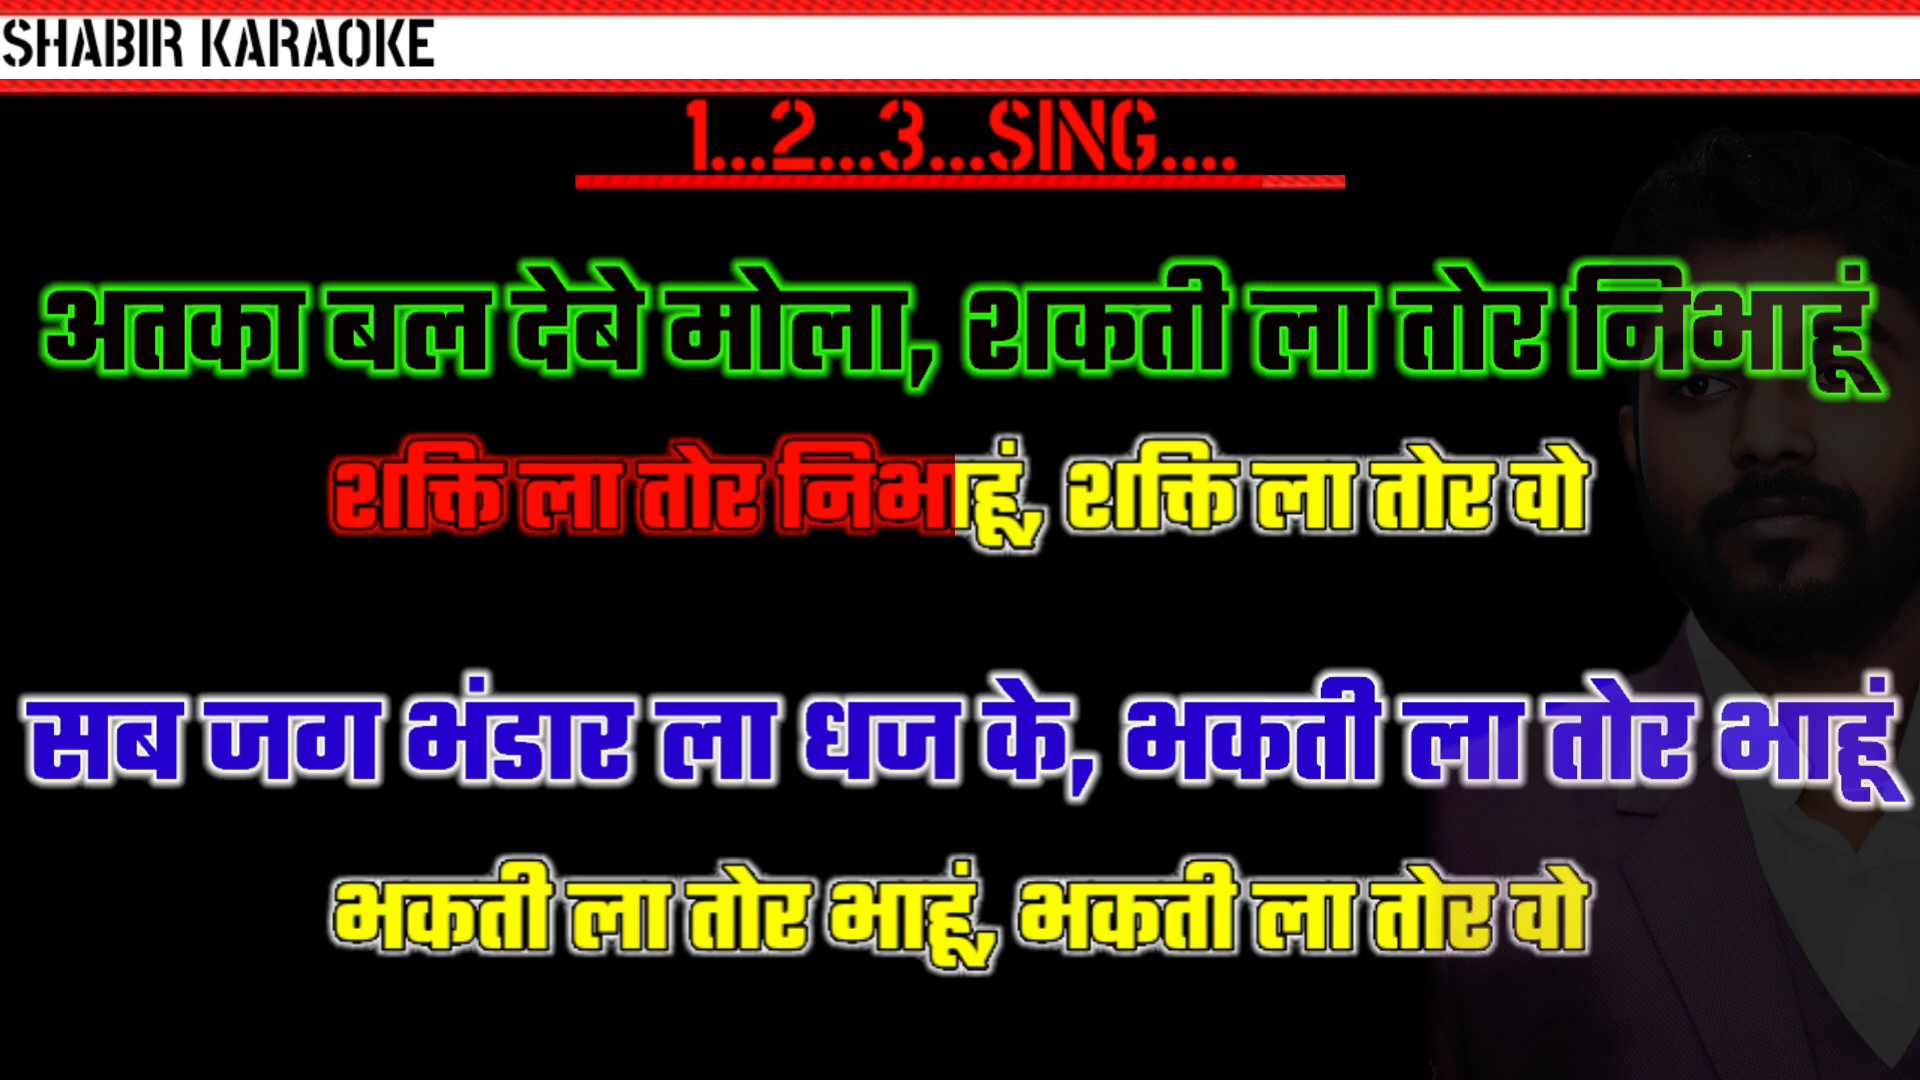 SHABIR KARAOKE
1...2...3...SING....
अतका बल देबे मोला, शकती ला तोर निभाहूं
शक्ति ला तोर निभाहूं, शक्ति ला तोर वो
सब जग भंडार ला धज के, भकती ला तोर भाहूं
भकती ला तोर भाहूं, भकती ला तोर वो